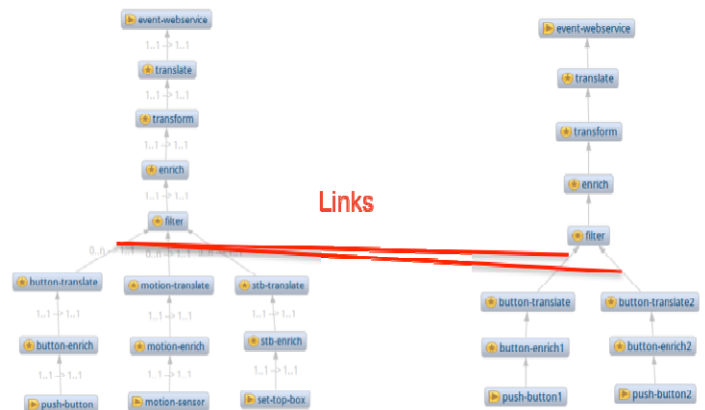 event-webservice
1..1 -> 1..1
translate
1..1 -> 1..1
transform
1..1 -> 1..1
enrich
1..1 -> 1..1
filter
button-translate
motion-translate
stb-translate
1..1 -> 1..1
1..1 -> 1..1
1..1 -> 1..1
button-enrich
motion-enrich
stb-enrich
1..1 -> 1..1
1..1 -> 1..1
1..1 -> 1..1
push-button
motion-sensor
set-top-box
Links
event-webservice
translate
transform
enrich
filter
button-translate
button-translate2
button-enrich1
button-enrich2
push-button1
push-button2